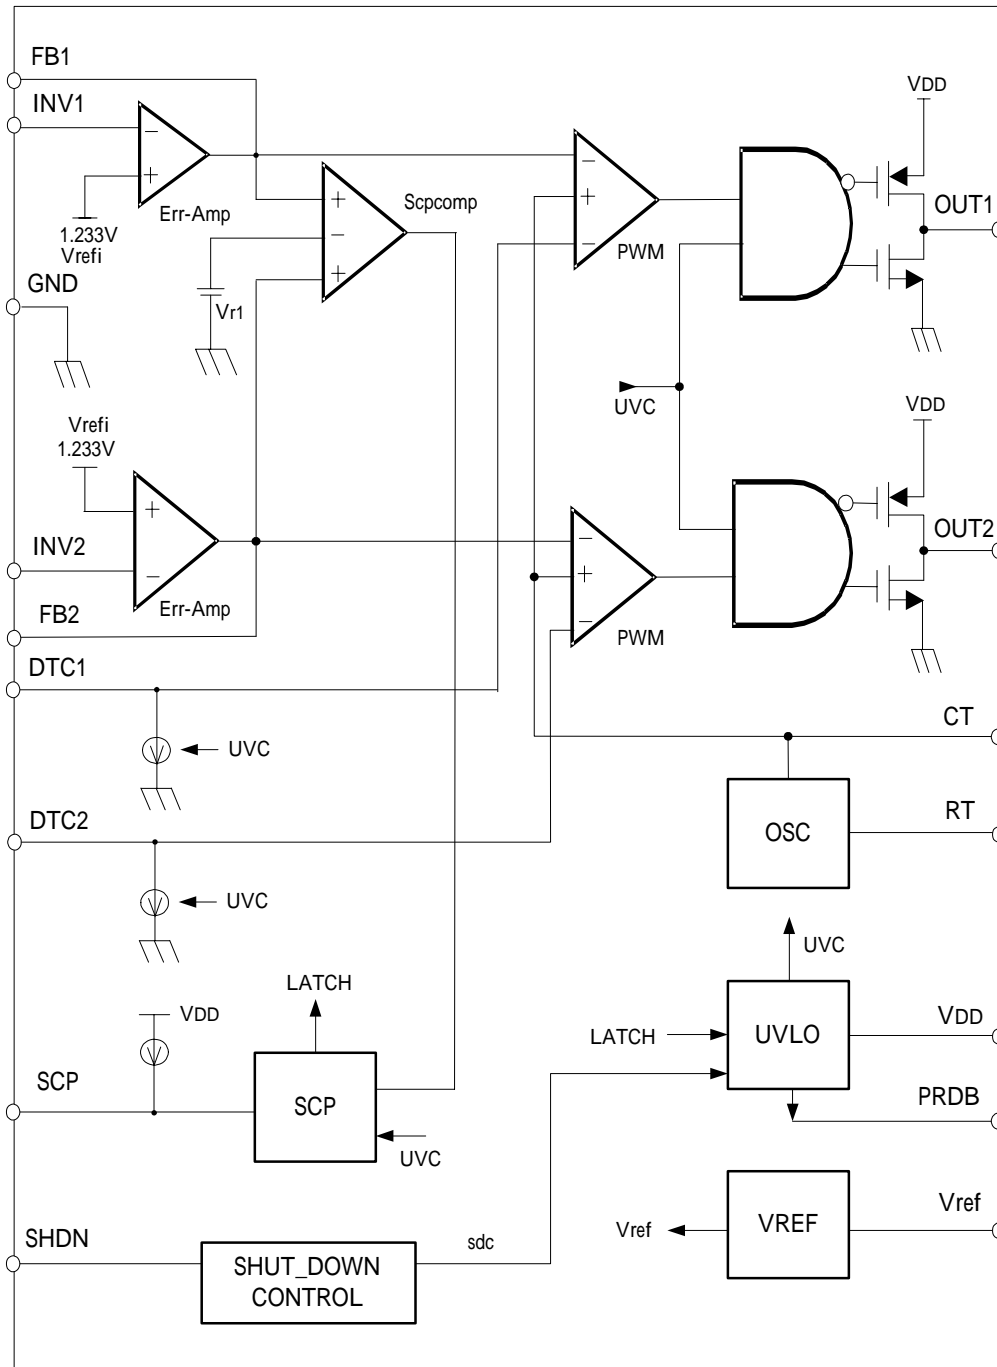 FB1
VDD
INV1
−
−
+
+
Scpcomp
+
OUT1
Err-Amp
1.233V
−
−
PWM
Vrefi
+
GND
Vr1
UVC
VDD
Vrefi
1.233V
+
−
OUT2
INV2
+
−
Err-Amp
−
FB2
PWM
DTC1
CT
UVC
RT
DTC2
OSC
UVC
UVC
LATCH
VDD
VDD
LATCH
UVLO
SCP
PRDB
SCP
UVC
Vref
Vref
VREF
SHDN
sdc
SHUT_DOWN
CONTROL